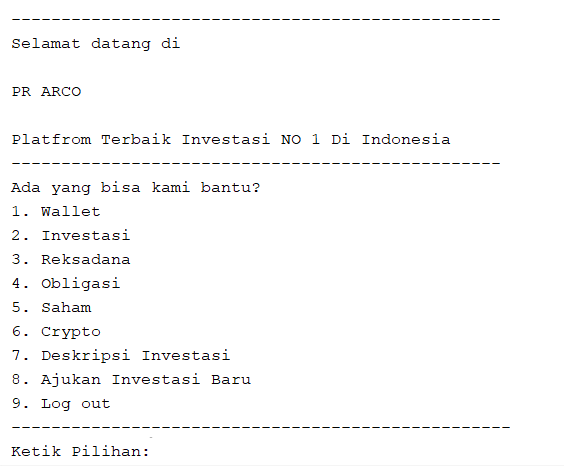 -------------------------------------------------
Selamat datang di
PR ARCO
Platfrom Terbaik Investasi NO 1 Di Indonesia
-------------------------------------------------
Ada yang bisa kami bantu?
1. Wallet
2. Investasi
3. Reksadana
4. Obligasi
5. Saham
6. Crypto
7. Deskripsi Investasi
8. Ajukan Investasi Baru
9. Log out
--------------------------------------------------
Ketik Pilihan: